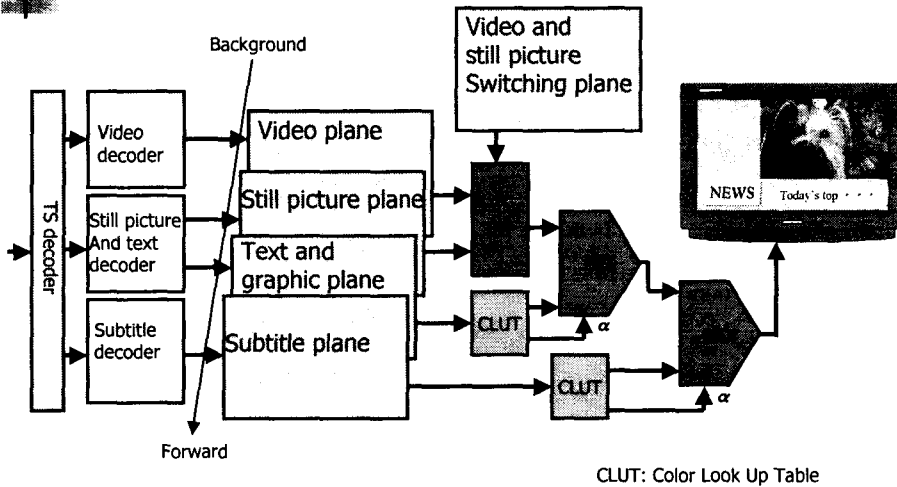 Background
Video and
still picture
Switching plane
TS decoder
Video
decoder
Video plane
Still picture
And text
decoder
Still picture plane
Text and
graphic plane
Subtitle
decoder
Subtitle plane
CLUT
α
CLUT
α
NEWS
Today's top ・・・
Forward
CLUT: Color Look Up Table